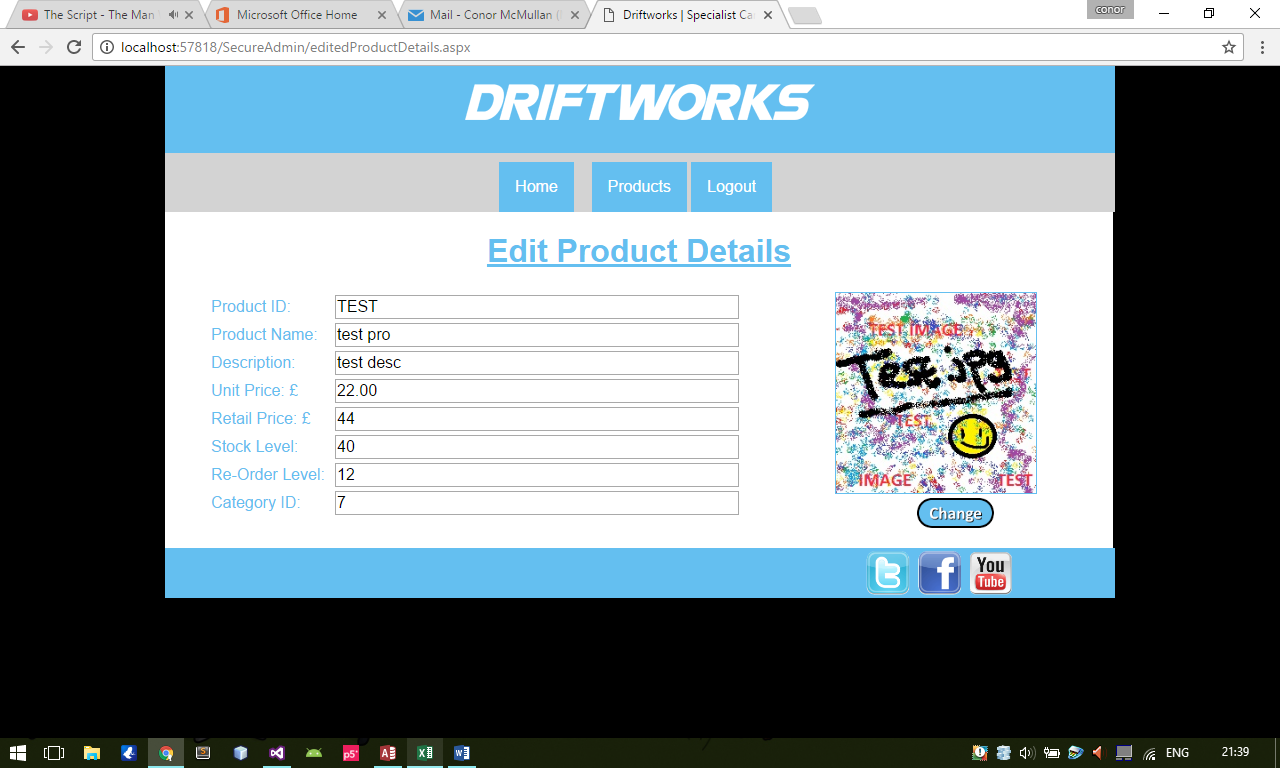 The Script - The Man
Microsoft Office Home
Mail - Conor McMullan (
Driftworks | Specialist Ca
conor
localhost:57818/SecureAdmin/editedProductDetails.aspx
DRIFTWORKS
Home Products Logout
Edit Product Details
Product ID: TEST
Product Name: test pro
Description: test desc
Unit Price: £ 22.00
Retail Price: £ 44
Stock Level: 40
Re-Order Level: 12
Category ID: 7
TEST IMAGE
Test.jpg
TEST
IMAGE TEST
Change
You
Tube
p5*
ENG 21:39